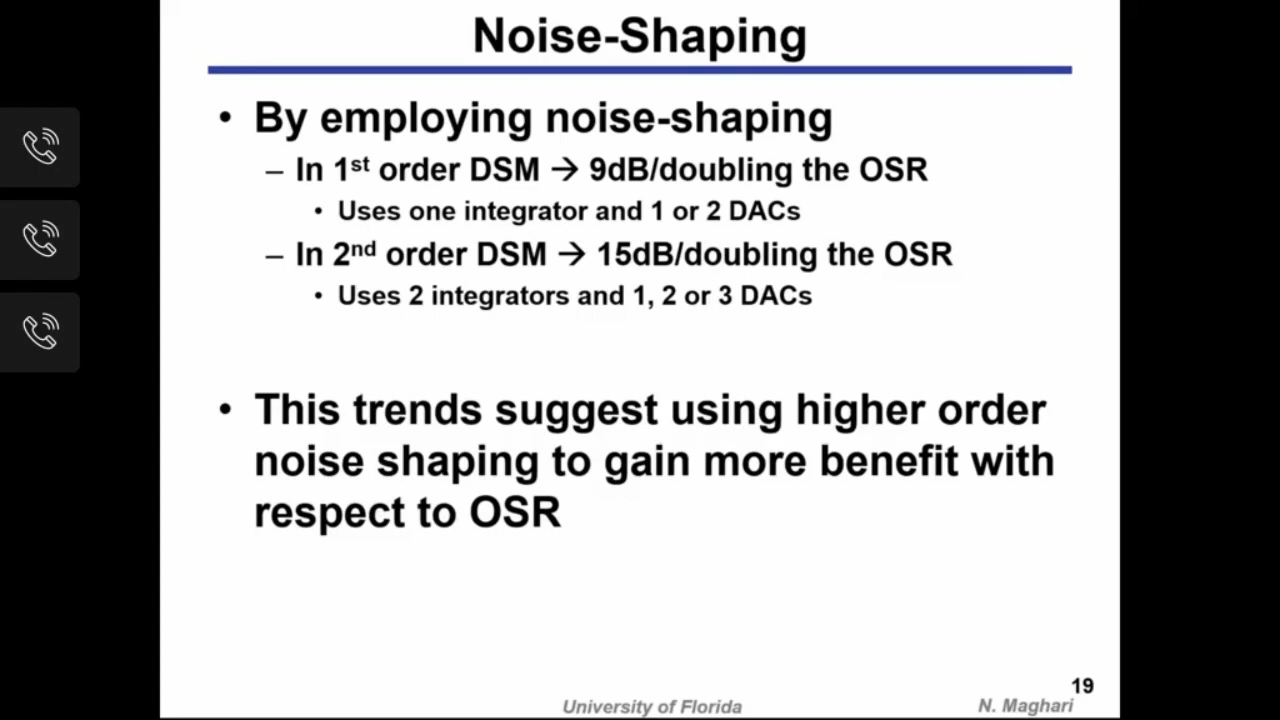 Noise-Shaping
• By employing noise-shaping
– In 1st order DSM → 9dB/doubling the OSR
• Uses one integrator and 1 or 2 DACs
– In 2nd order DSM → 15dB/doubling the OSR
• Uses 2 integrators and 1, 2 or 3 DACs
• This trends suggest using higher order
noise shaping to gain more benefit with
respect to OSR
19
University of Florida
N. Maghari